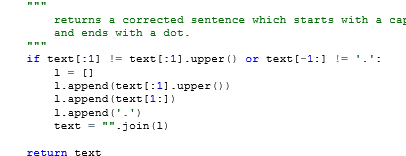 """
returns a corrected sentence which starts with a
and ends with a dot.
"""
if text[:1] != text[:1].upper() or text[-1:] != '.':
l = []
l.append(text[:1].upper())
l.append(text[1:])
l.append('.')
text = "".join(l)
return text